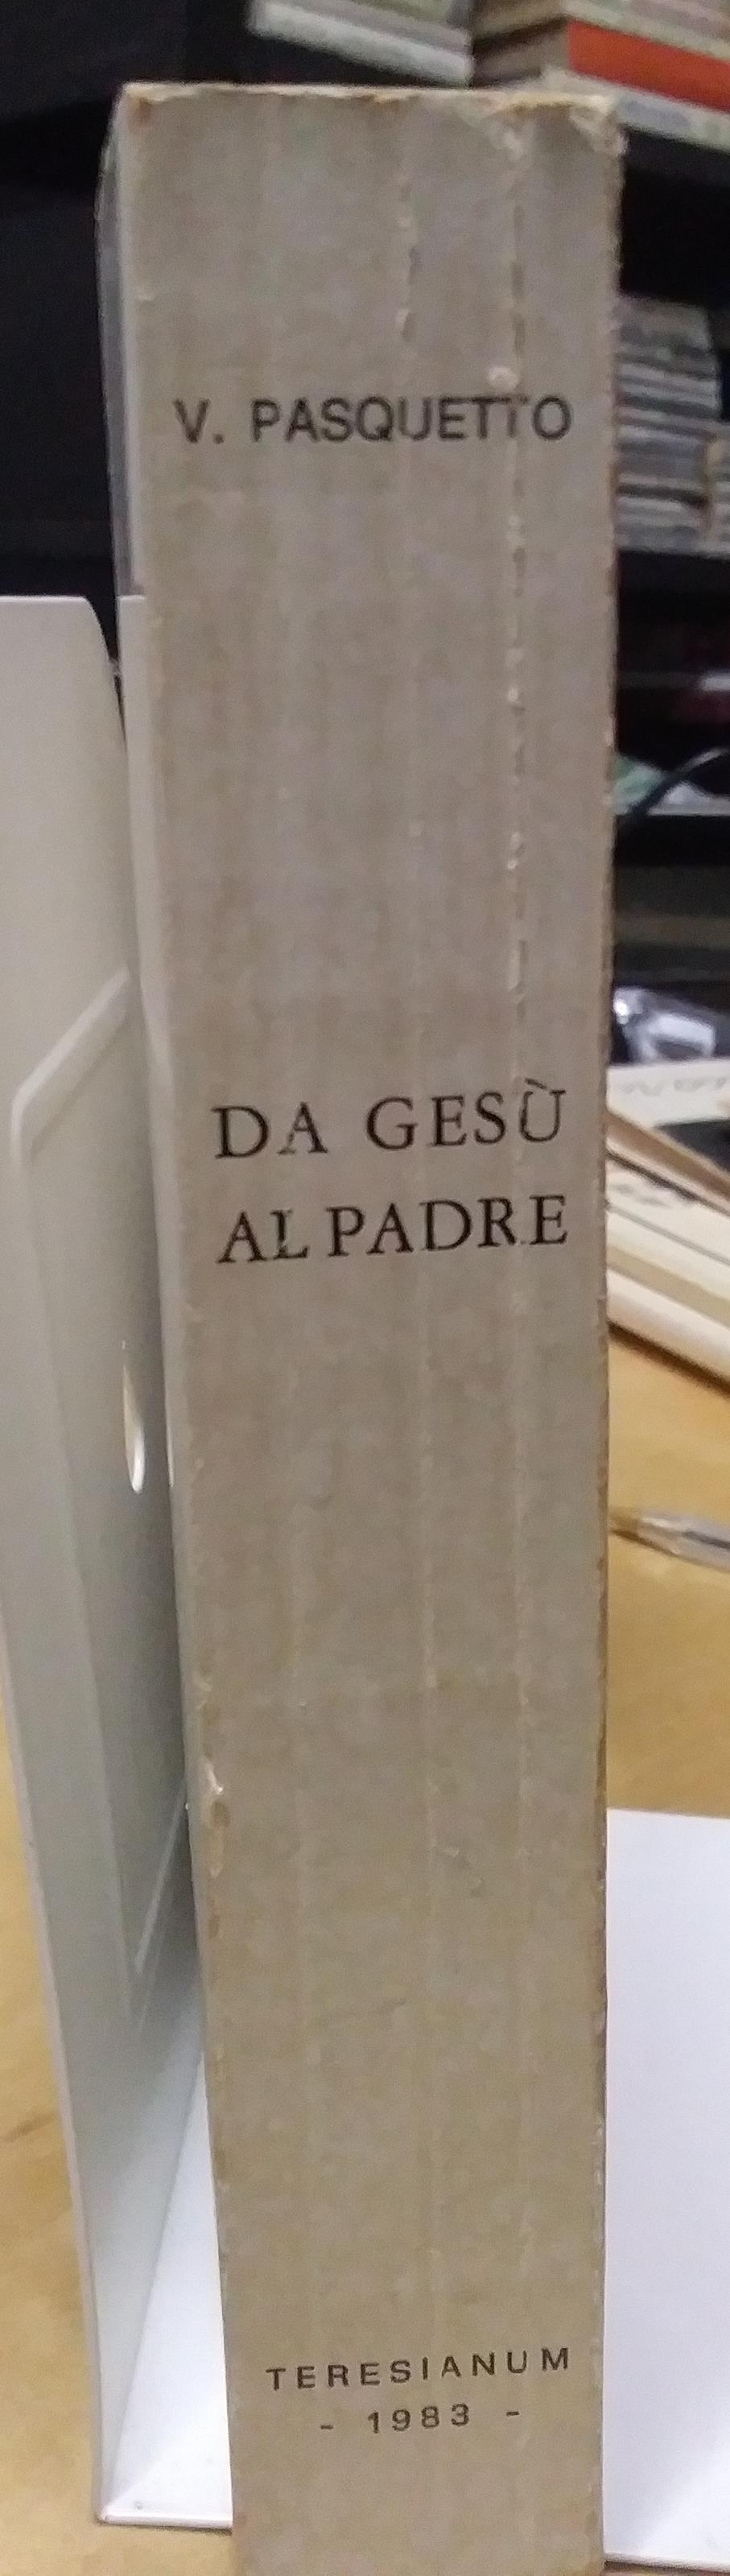 V. PASQUETTO
DA GESÙ
AL PADRE
TERESIANUM
- 1983 -